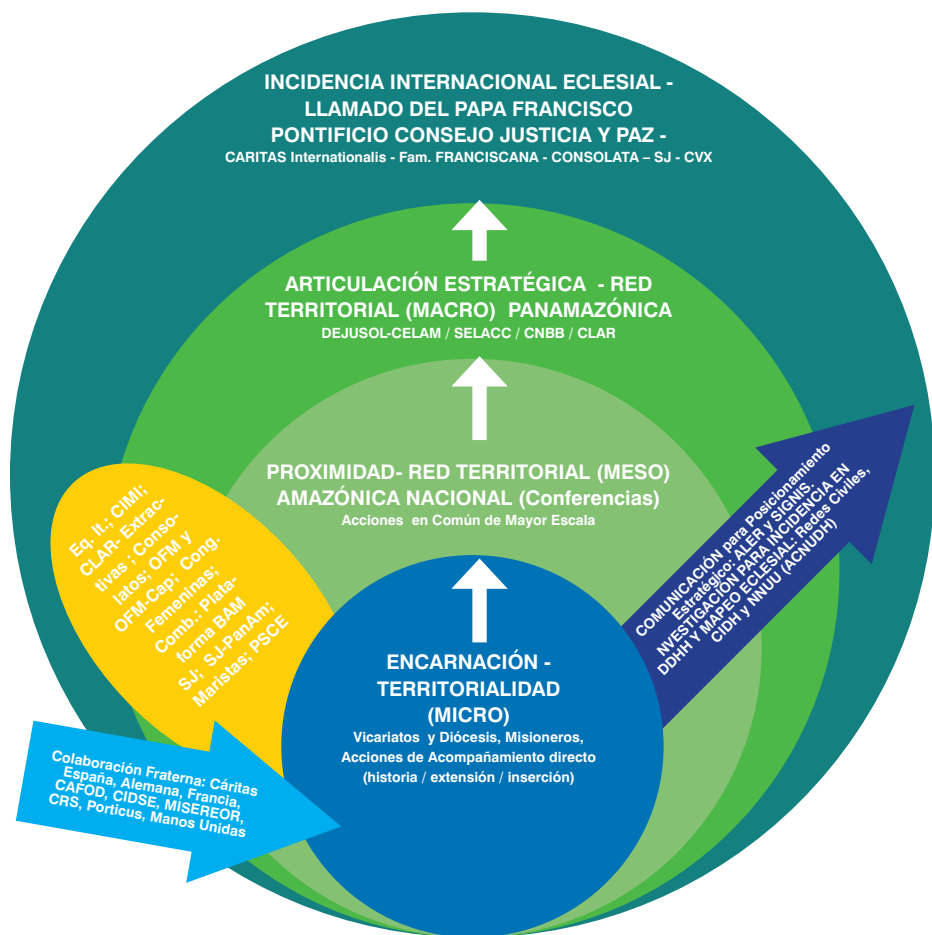 INCIDENCIA INTERNACIONAL ECLESIAL -
LLAMADO DEL PAPA FRANCISCO
PONTIFICIO CONSEJO JUSTICIA Y PAZ -
CARITAS Internationalis - Fam. FRANCISCANA - CONSOLATA – SJ - CVX
ARTICULACIÓN ESTRATÉGICA - RED
TERRITORIAL (MACRO) PANAMAZÓNICA
DEJUSOL-CELAM / SELACC / CNBB / CLAR
PROXIMIDAD- RED TERRITORIAL (MESO)
AMAZÓNICA NACIONAL (Conferencias)
Acciones en Común de Mayor Escala
ENCARNACIÓN -
TERRITORIALIDAD
(MICRO)
Vicariatos y Diócesis, Misioneros,
Acciones de Acompañamiento directo
(historia / extensión / inserción)
Eq. It.; CIMI;
CLAR- Extrac-
tivas ; Conso-
latos; OFM y
OFM-Cap; Cong.
Femeninas;
Comb.: Plata-
forma BAM
SJ; SJ-PanAm;
Maristas; PSCE
Colaboración Fraterna: Cáritas
España, Alemana, Francia,
CAFOD, CIDSE, MISEREOR,
CRS, Porticus, Manos Unidas
COMUNICACIÓN para Posicionamiento
Estratégico: ALER y SIGNIS.
NVESTIGACIÓN PARA INCIDENCIA EN
DDHH Y MAPEO ECLESIAL: Redes Civiles,
CIDH y NNUU (ACNUDH)